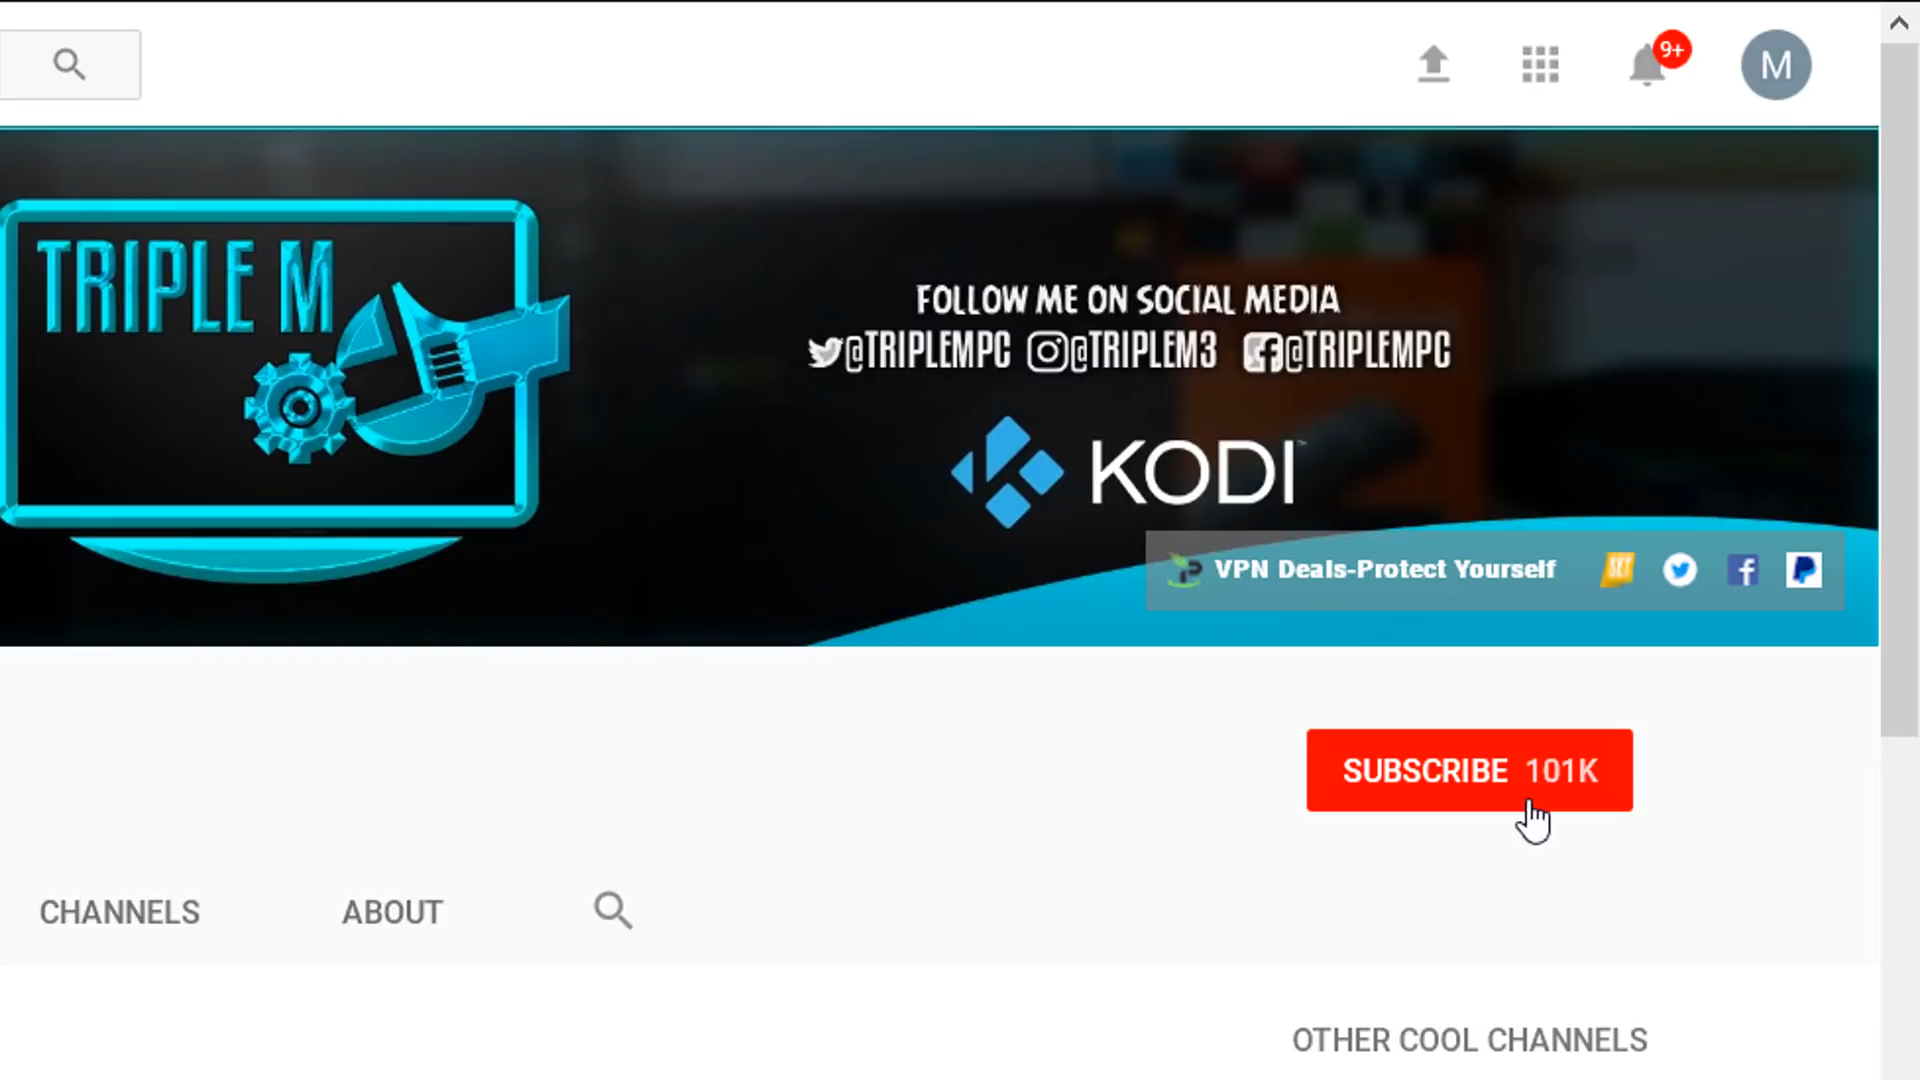 9+
M
TRIPLE M
FOLLOW ME ON SOCIAL MEDIA
@TRIPLEMPC @TRIPLEM3 @TRIPLEMPC
KODI™
VPN Deals-Protect Yourself
SUBSCRIBE 101K
CHANNELS ABOUT
OTHER COOL CHANNELS